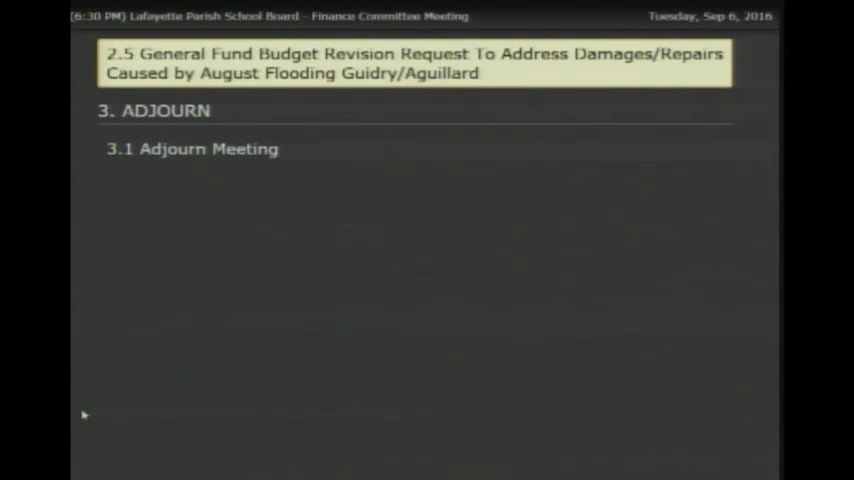 (6:30 PM) Lafayette Parish School Board - Finance Committee Meeting
Tuesday, Sep 6, 2016
2.5 General Fund Budget Revision Request To Address Damages/Repairs
Caused by August Flooding Guidry/Aguillard
3. ADJOURN
3.1 Adjourn Meeting